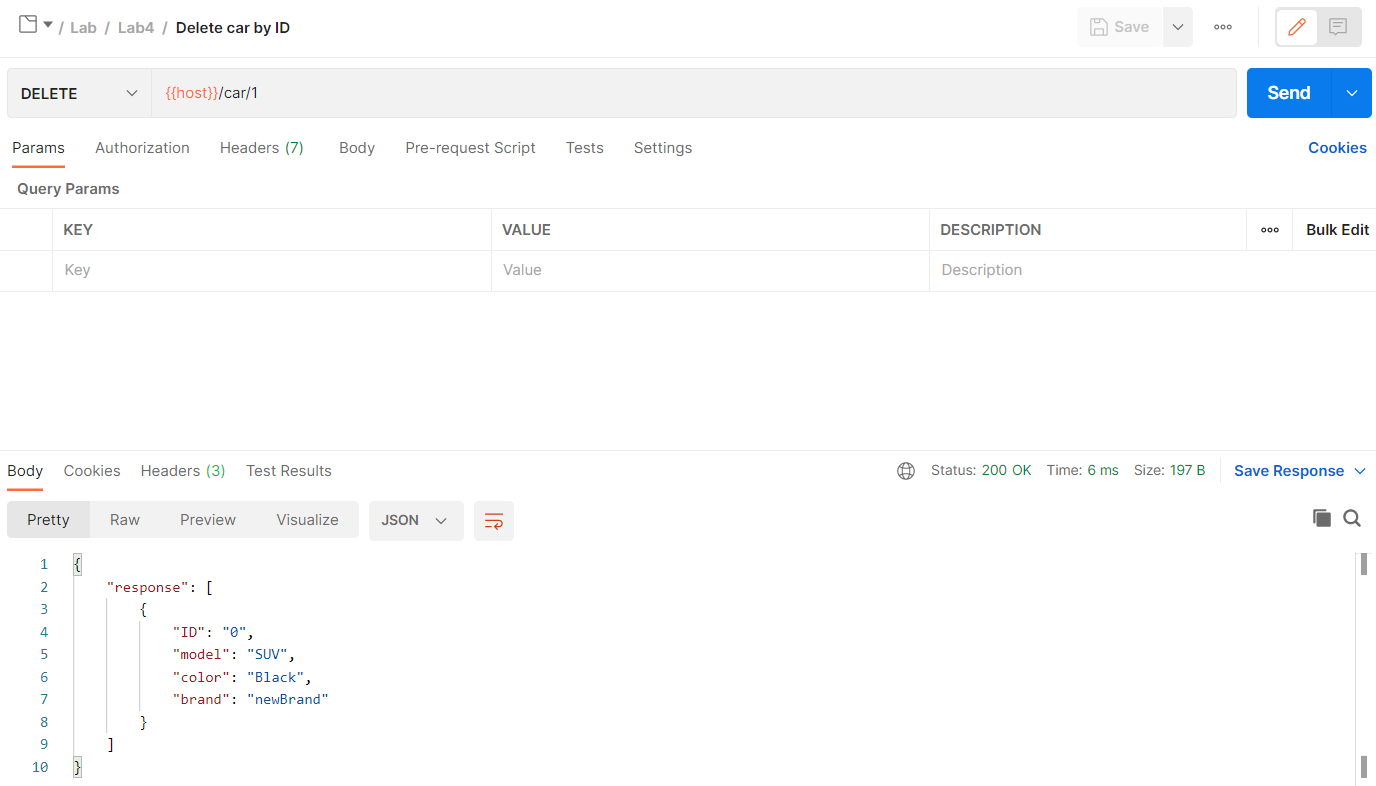 / Lab / Lab4 / Delete car by ID
Save
DELETE
{{host}}/car/1
Send
Params Authorization Headers (7) Body Pre-request Script Tests Settings Cookies
Query Params
KEY VALUE DESCRIPTION Bulk Edit
Key Value Description
Body Cookies Headers (3) Test Results Status: 200 OK Time: 6 ms Size: 197 B Save Response
Pretty Raw Preview Visualize JSON
1 {
2 "response": [
3 {
4 "ID": "0",
5 "model": "SUV",
6 "color": "Black",
7 "brand": "newBrand"
8 }
9 ]
10 }